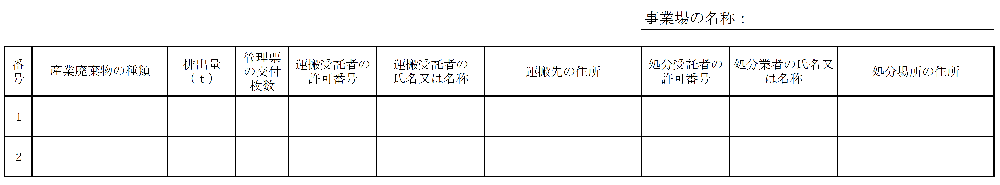 事業場の名称：
番
号
産業廃棄物の種類
排出量
（ｔ）
管理票
の交付
枚数
運搬受託者の
許可番号
運搬受託者の
氏名又は名称
運搬先の住所
処分受託者の
許可番号
処分業者の氏名又
は名称
処分場所の住所
1
2